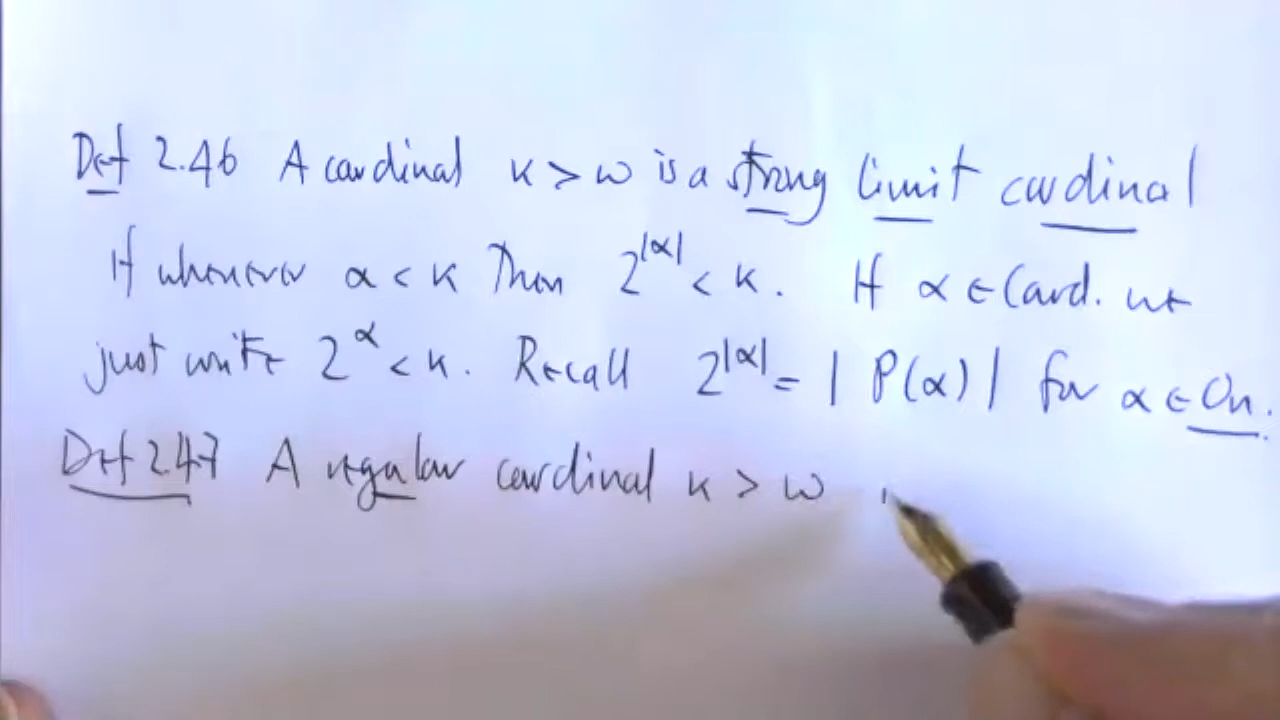 Def 2.46 A cardinal κ > ω is a strong limit cardinal
If whenever α < κ Then 2^|α| < κ. If α ∈ Card. we
just write 2^α < κ. Recall 2^|α| = | P(α) | for α ∈ On.
Def 2.47 A regular cardinal κ > ω